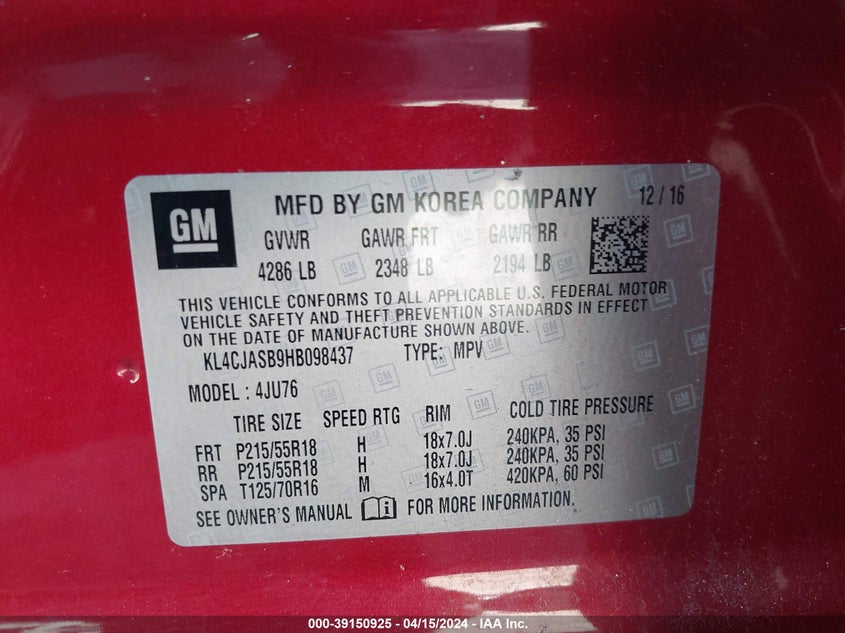 GM
MFD BY GM KOREA COMPANY 12 / 16
GVWR GAWR FRT GAWR RR
4286 LB 2348 LB 2194 LB
THIS VEHICLE CONFORMS TO ALL APPLICABLE U.S. FEDERAL MOTOR
VEHICLE SAFETY AND THEFT PREVENTION STANDARDS IN EFFECT
ON THE DATE OF MANUFACTURE SHOWN ABOVE.
KL4CJASB9HB098437 TYPE: MPV
MODEL : 4JU76
TIRE SIZE SPEED RTG RIM COLD TIRE PRESSURE
FRT P215/55R18 H 18x7.0J 240KPA, 35 PSI
RR P215/55R18 H 18x7.0J 240KPA, 35 PSI
SPA T125/70R16 M 16x4.0T 420KPA, 60 PSI
SEE OWNER'S MANUAL FOR MORE INFORMATION.
000-39150925 - 04/15/2024 - IAA Inc.